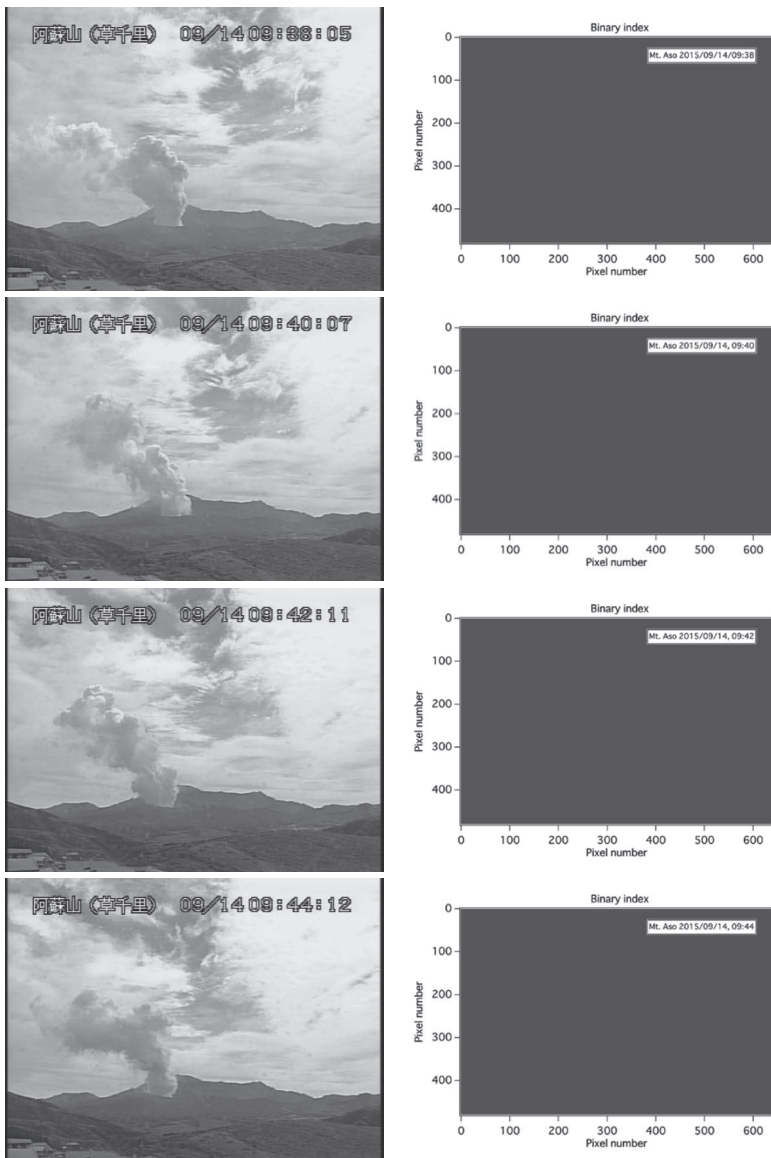 阿蘇山（草千里） 09/14 09:38:05
Binary index
Mt. Aso 2015/09/14/09:38
Pixel number
0
100
200
300
400
0 100 200 300 400 500 600
Pixel number
阿蘇山（草千里） 09/14 09:40:07
Binary index
Mt. Aso 2015/09/14, 09:40
Pixel number
0
100
200
300
400
0 100 200 300 400 500 600
Pixel number
阿蘇山（草千里） 09/14 09:42:11
Binary index
Mt. Aso 2015/09/14, 09:42
Pixel number
0
100
200
300
400
0 100 200 300 400 500 600
Pixel number
阿蘇山（草千里） 09/14 09:44:12
Binary index
Mt. Aso 2015/09/14, 09:44
Pixel number
0
100
200
300
400
0 100 200 300 400 500 600
Pixel number